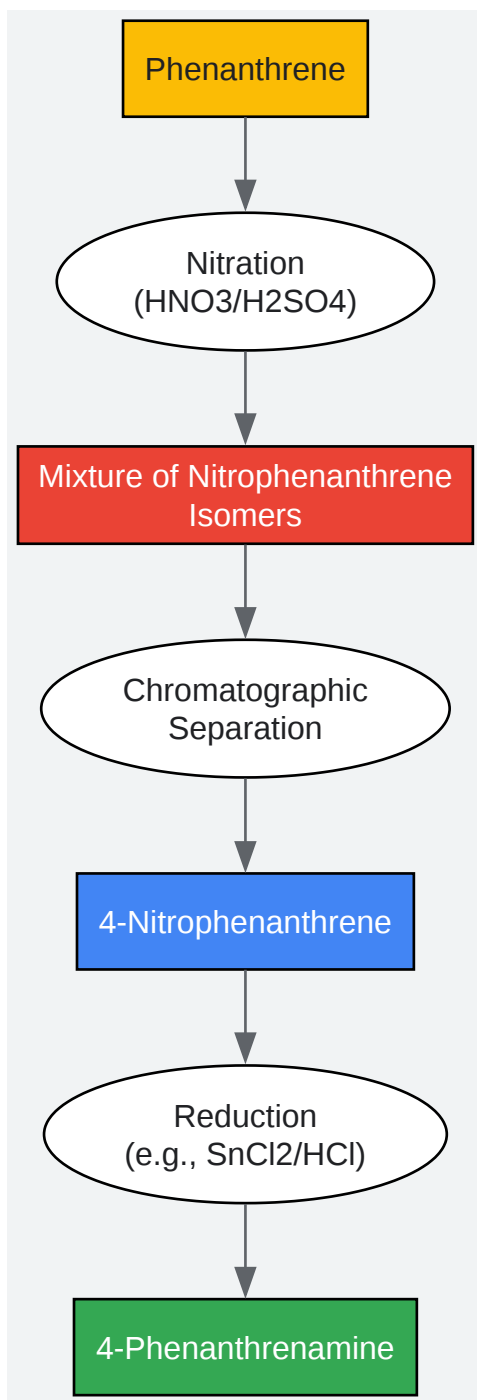 Phenanthrene
Nitration
(HNO3/H2SO4)
Mixture of Nitrophenanthrene
Isomers
Chromatographic
Separation
4-Nitrophenanthrene
Reduction
(e.g., SnCl2/HCl)
4-Phenanthrenamine